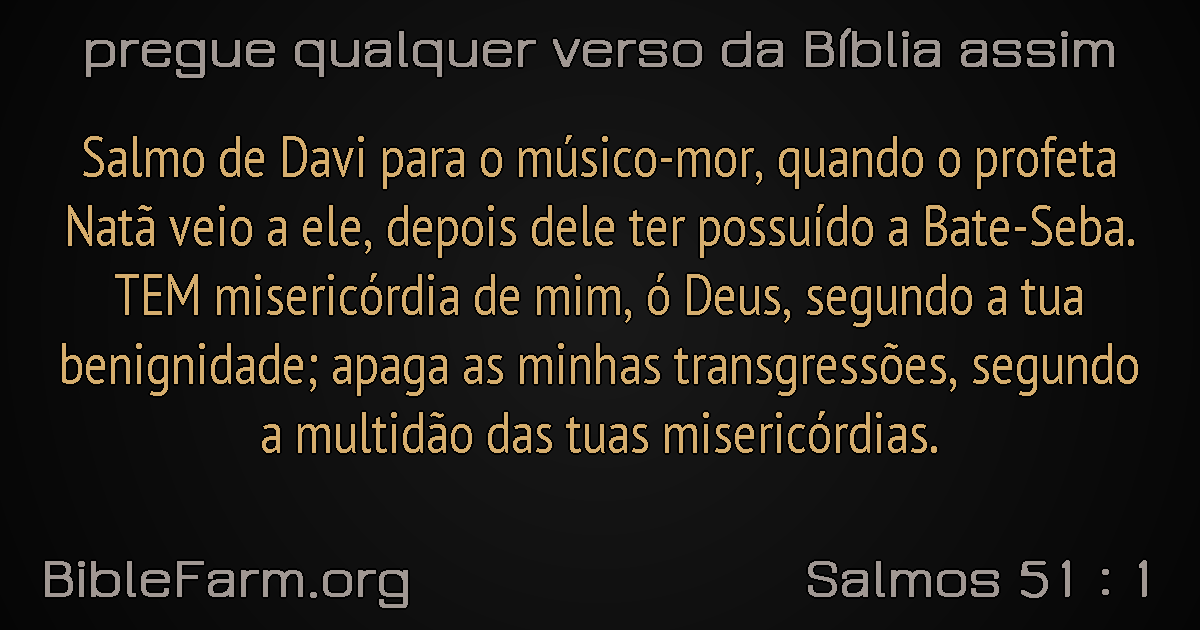 pregue qualquer verso da Bíblia assim
Salmo de Davi para o músico-mor, quando o profeta
Natã veio a ele, depois dele ter possuído a Bate-Seba.
TEM misericórdia de mim, ó Deus, segundo a tua
benignidade; apaga as minhas transgressões, segundo
a multidão das tuas misericórdias.
BibleFarm.org
Salmos 51 : 1